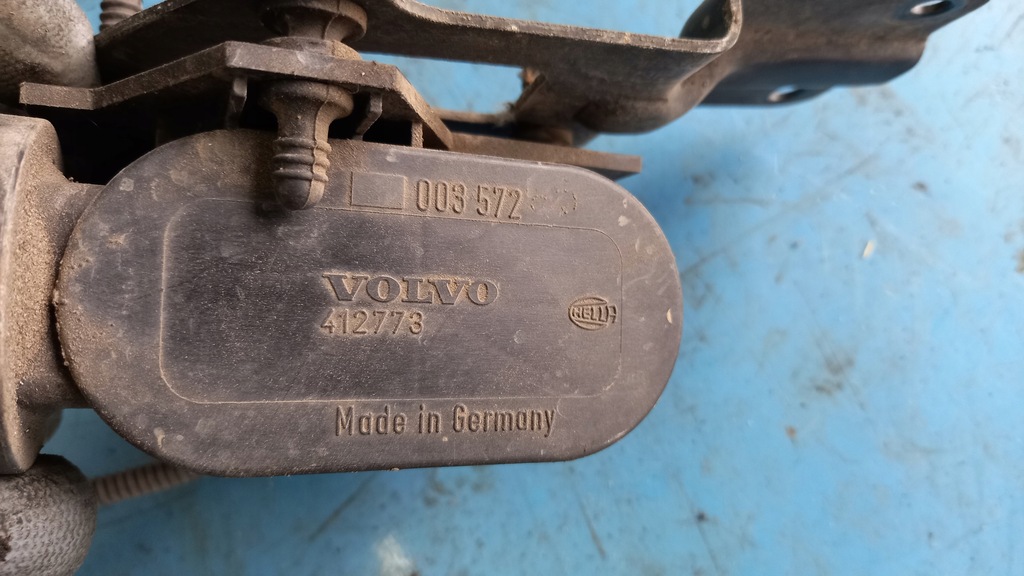 003 572
VOLVO
412773
HELLA
Made in Germany